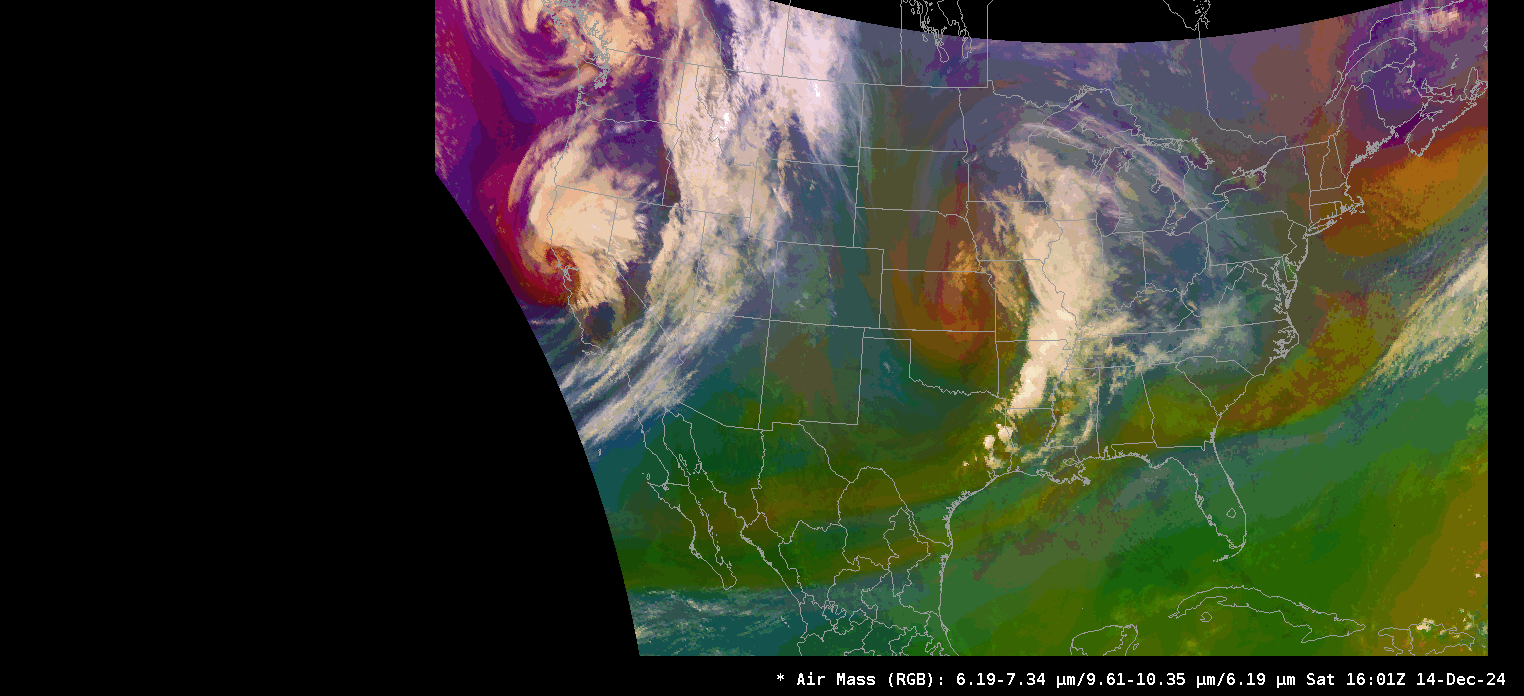 * Air Mass (RGB): 6.19-7.34 µm/9.61-10.35 µm/6.19 µm Sat 16:01Z 14-Dec-24